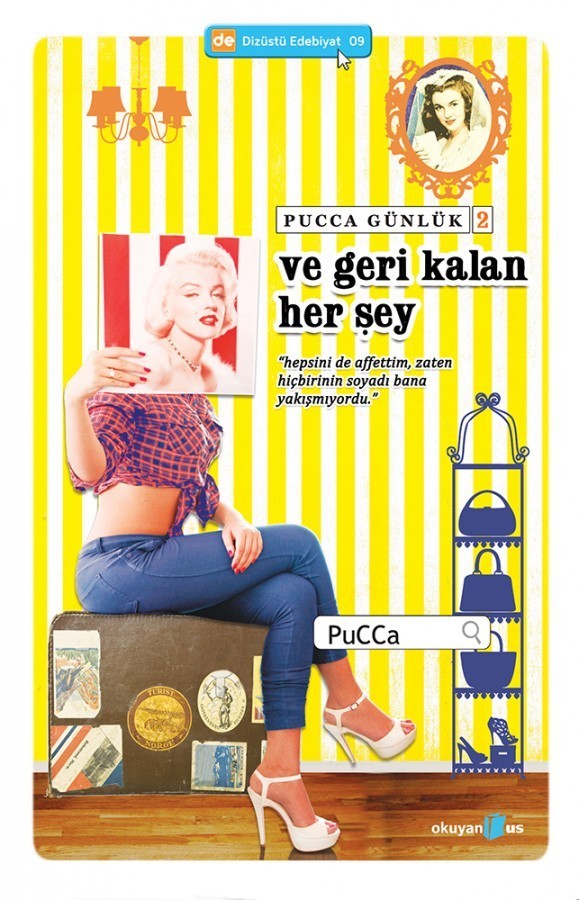 de Dizüstü Edebiyat 09
PUCCA GÜNLÜK 2
ve geri kalan
her şey
“hepsini de affettim, zaten
hiçbirinin soyadı bana
yakışmıyordu.”
PuCCa
TURIST
NORGE
okuyan us